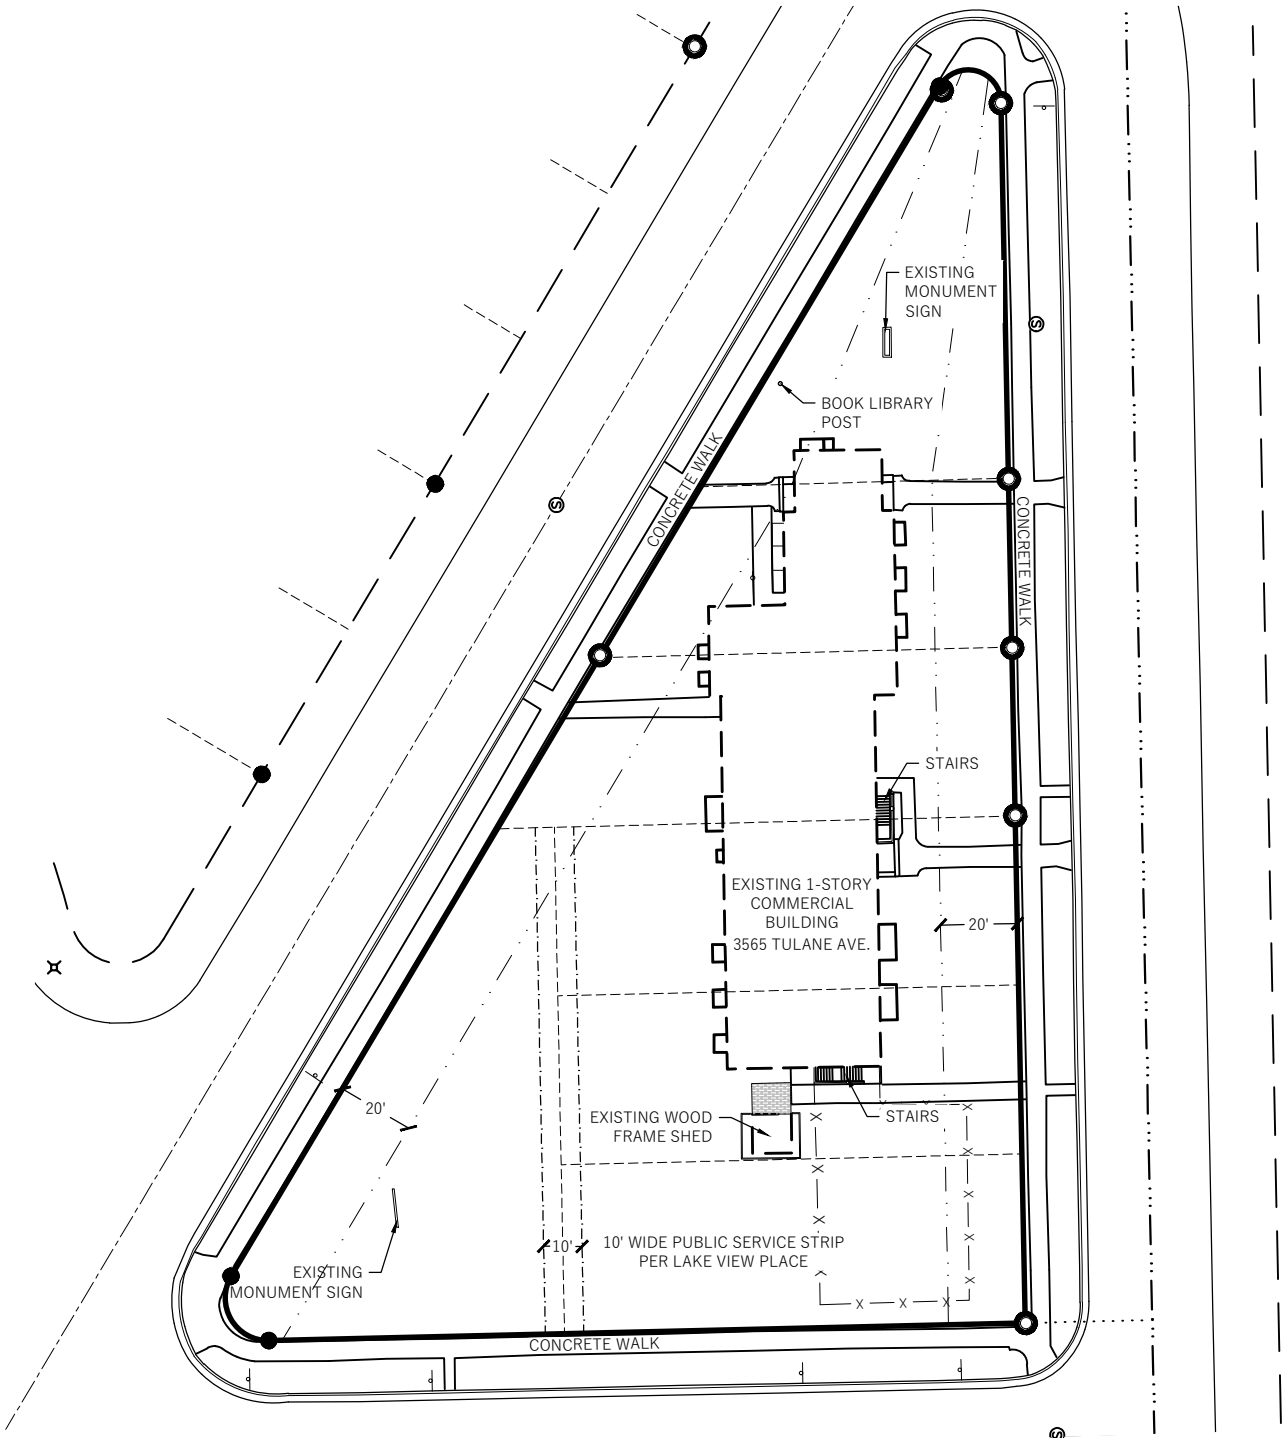 EXISTING
MONUMENT
SIGN
S
BOOK LIBRARY
POST
CONCRETE WALK
S
CONCRETE WALK
STAIRS
EXISTING 1-STORY
COMMERCIAL
BUILDING
3565 TULANE AVE.
20'
20'
EXISTING WOOD
FRAME SHED
STAIRS
10'
10' WIDE PUBLIC SERVICE STRIP
PER LAKE VIEW PLACE
EXISTING
MONUMENT SIGN
CONCRETE WALK
S